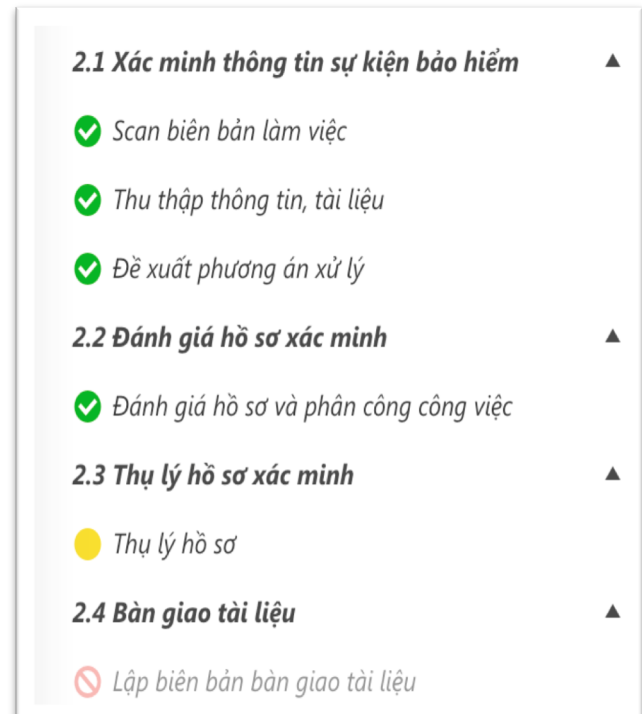 2.1 Xác minh thông tin sự kiện bảo hiểm
Scan biên bản làm việc
Thu thập thông tin, tài liệu
Đề xuất phương án xử lý
2.2 Đánh giá hồ sơ xác minh
Đánh giá hồ sơ và phân công công việc
2.3 Thụ lý hồ sơ xác minh
Thụ lý hồ sơ
2.4 Bàn giao tài liệu
Lập biên bản bàn giao tài liệu